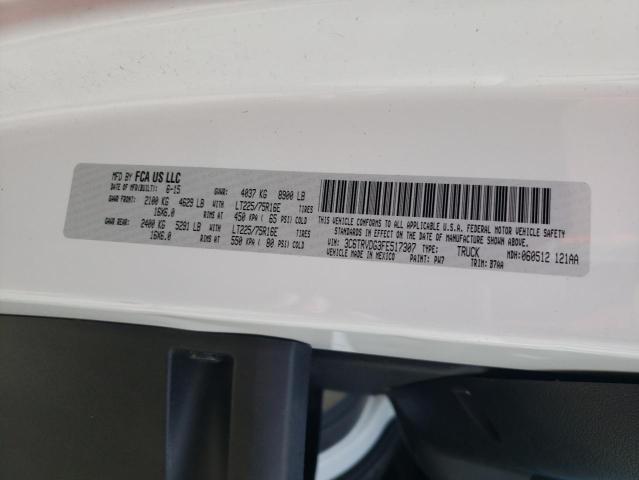 MFD BY FCA US LLC
DATE OF MFR(BUILT): 6-15 GVWR: 4037 KG 8900 LB
GAWR FRONT: 2100 KG 4629 LB WITH LT225/75R16E TIRES
16X6.0 RIMS AT 450 KPA ( 65 PSI) COLD
GAWR REAR: 2400 KG 5291 LB WITH LT225/75R16E TIRES
16X6.0 RIMS AT 550 KPA ( 80 PSI) COLD
THIS VEHICLE CONFORMS TO ALL APPLICABLE U.S.A. FEDERAL MOTOR VEHICLE SAFETY
STANDARDS IN EFFECT ON THE DATE OF MANUFACTURE SHOWN ABOVE.
VIN: 3C6TRVDG3FE517307 TYPE: TRUCK MDH:060512 121AA
VEHICLE MADE IN MEXICO PAINT: PW7 TRIM: B7AA